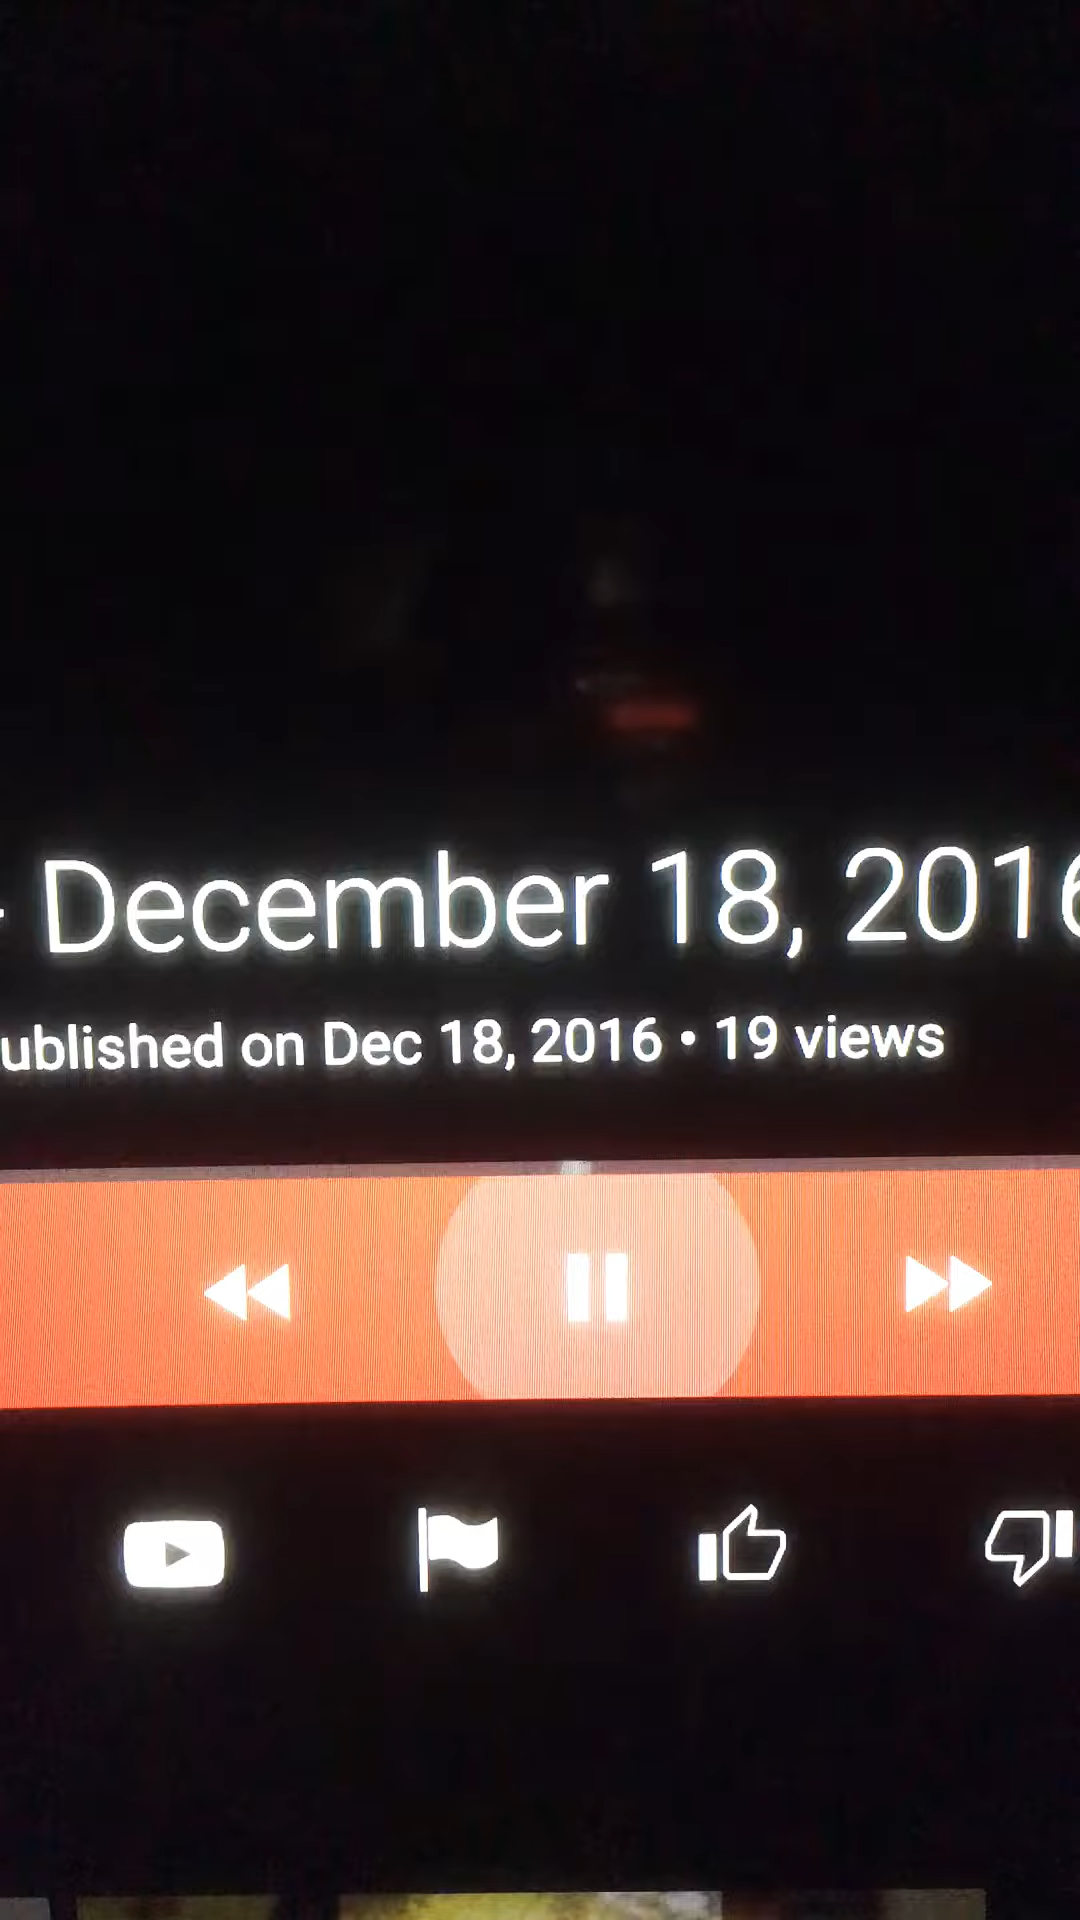 - December 18, 2016
ublished on Dec 18, 2016 • 19 views